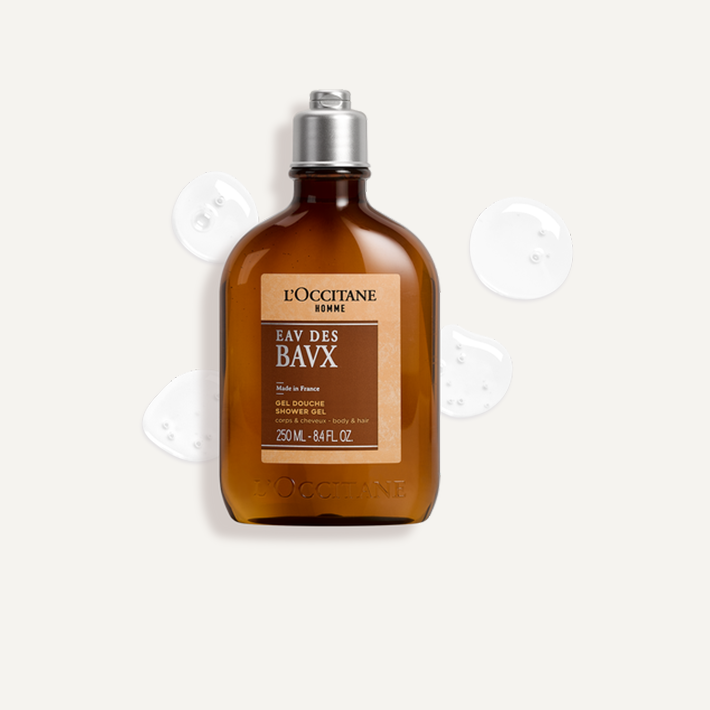 L'OCCITANE
HOMME
EAV DES
BAVX
Made in France
GEL DOUCHE
SHOWER GEL
corps & cheveux - body & hair
250 ML - 8.4 FL. OZ.
L'OCCITANE